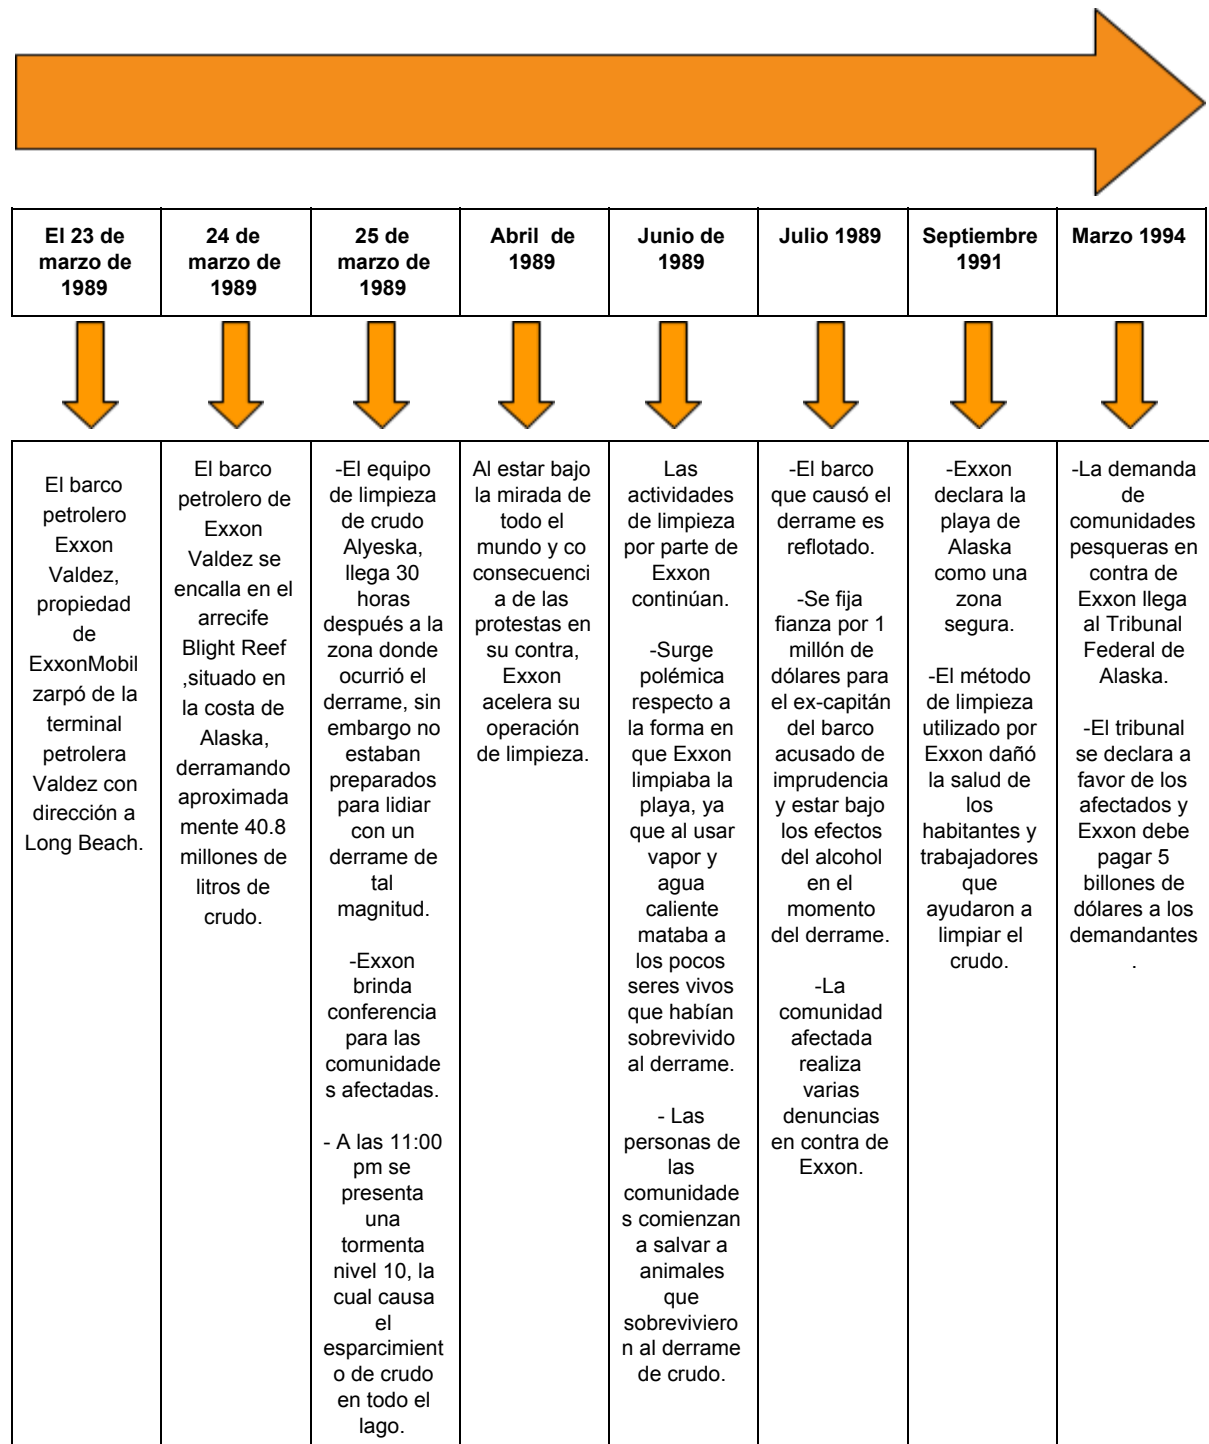 El 23 de
marzo de
1989
24 de
marzo de
1989
25 de
marzo de
1989
Abril  de
1989
Junio de
1989
Julio 1989
Septiembre
1991
Marzo 1994
El barco
petrolero
Exxon
Valdez,
propiedad
de
ExxonMobil
zarpó de la
terminal
petrolera
Valdez con
dirección a
Long Beach.
El barco
petrolero de
Exxon
Valdez se
encalla en el
arrecife
Blight Reef
,situado en
la costa de
Alaska,
derramando
aproximada
mente 40.8
millones de
litros de
crudo.
-El equipo
de limpieza
de crudo
Alyeska,
llega 30
horas
después a la
zona donde
ocurrió el
derrame, sin
embargo no
estaban
preparados
para lidiar
con un
derrame de
tal
magnitud.
-Exxon
brinda
conferencia
para las
comunidade
s afectadas.
- A las 11:00
pm se
presenta
una
tormenta
nivel 10, la
cual causa
el
esparcimient
o de crudo
en todo el
lago.
Al estar bajo
la mirada de
todo el
mundo y co
consecuenci
a de las
protestas en
su contra,
Exxon
acelera su
operación
de limpieza.
Las
actividades
de limpieza
por parte de
Exxon
continúan.
-Surge
polémica
respecto a
la forma en
que Exxon
limpiaba la
playa, ya
que al usar
vapor y
agua
caliente
mataba a
los pocos
seres vivos
que habían
sobrevivido
al derrame.
- Las
personas de
las
comunidade
s comienzan
a salvar a
animales
que
sobreviviero
n al derrame
de crudo.
-El barco
que causó el
derrame es
reflotado.
-Se fija
fianza por 1
millón de
dólares para
el ex-capitán
del barco
acusado de
imprudencia
y estar bajo
los efectos
del alcohol
en el
momento
del derrame.
-La
comunidad
afectada
realiza
varias
denuncias
en contra de
Exxon.
-Exxon
declara la
playa de
Alaska
como una
zona
segura.
-El método
de limpieza
utilizado por
Exxon dañó
la salud de
los
habitantes y
trabajadores
que
ayudaron a
limpiar el
crudo.
-La demanda
de
comunidades
pesqueras en
contra de
Exxon llega
al Tribunal
Federal de
Alaska.
-El tribunal
se declara a
favor de los
afectados y
Exxon debe
pagar 5
billones de
dólares a los
demandantes
.